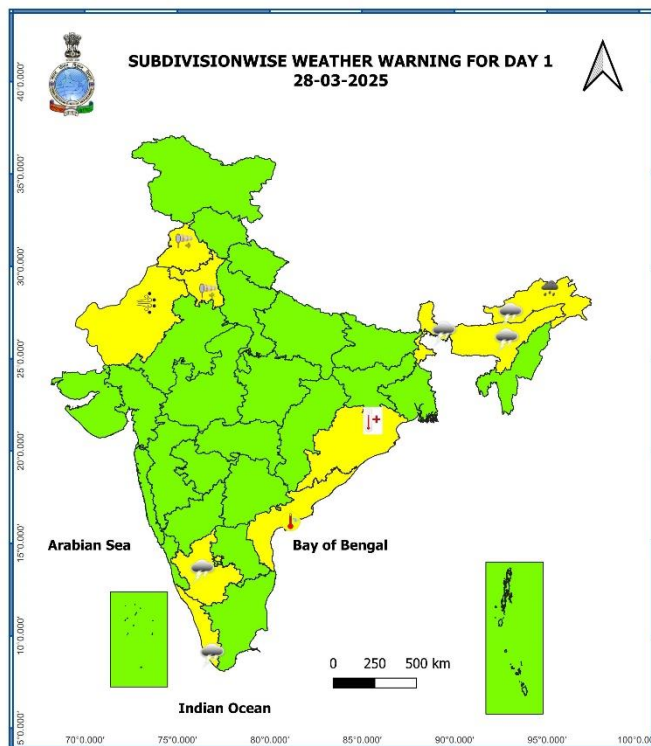 SUBDIVISIONWISE WEATHER WARNING FOR DAY 1
28-03-2025
40°0.000'
35°0.000'
30°0.000'
25°0.000'
20°0.000'
15°0.000'
10°0.000'
5°0.000'
Arabian Sea
Bay of Bengal
0 250 500 km
Indian Ocean
70°0.000' 75°0.000' 80°0.000' 85°0.000' 90°0.000' 95°0.000' 100°0.00